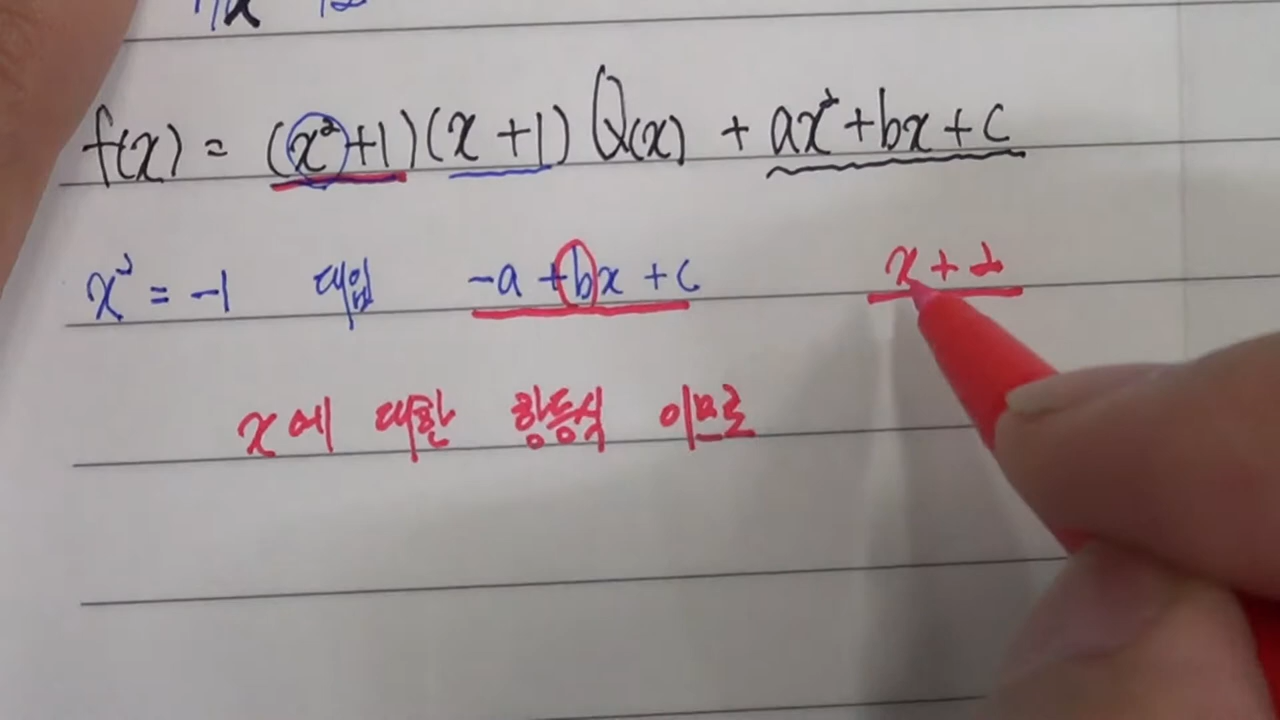 f(x) = (x²+1)(x+1)Q(x) + ax²+bx+c
x² = -1 대입 -a+bx+c x+2
x에 대한 항등식 이므로